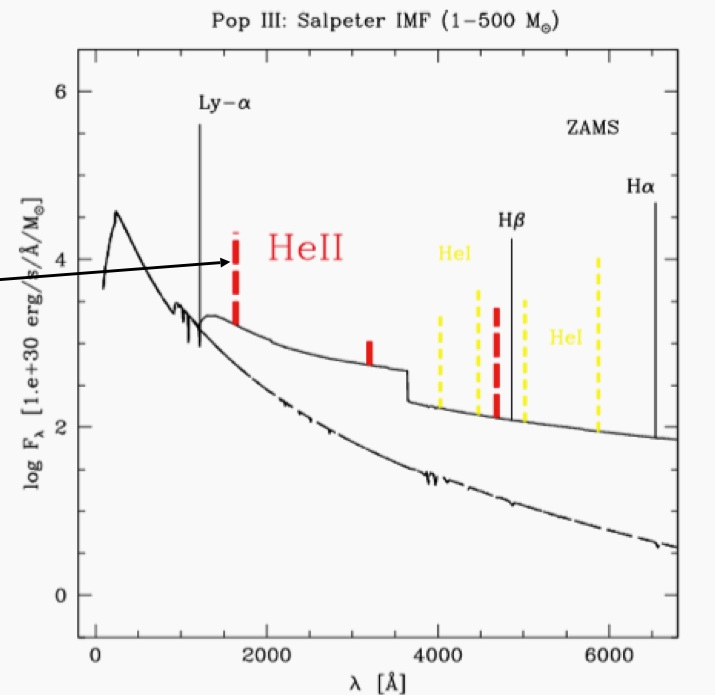 Pop III: Salpeter IMF (1−500 M⊙)
Ly−α
ZAMS
Hα
Hβ
HeII
HeI
HeI
log Fλ [1.e+30 erg/s/Å/M⊙]
6
4
2
0
0 2000 4000 6000
λ [Å]